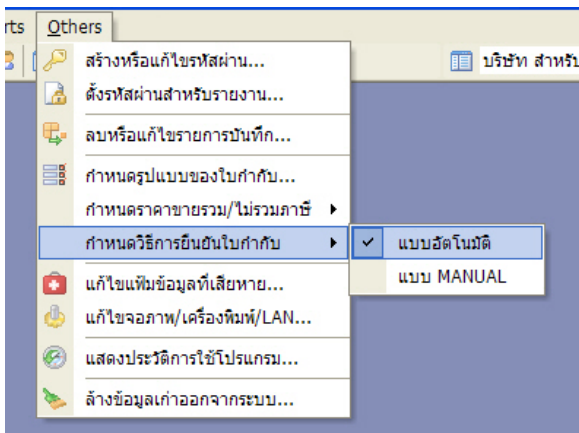 rts Others
บริษัท สำหรับ
สร้างหรือแก้ไขรหัสผ่าน...
ตั้งรหัสผ่านสำหรับรายงาน...
ลบหรือแก้ไขรายการบันทึก...
กำหนดรูปแบบของใบกำกับ...
กำหนดราคาขายรวม/ไม่รวมภาษี
กำหนดวิธีการยืนยันใบกำกับ
แบบอัตโนมัติ
แบบ MANUAL
แก้ไขแฟ้มข้อมูลที่เสียหาย...
แก้ไขจอภาพ/เครื่องพิมพ์/LAN...
แสดงประวัติการใช้โปรแกรม...
ล้างข้อมูลเก่าออกจากระบบ...